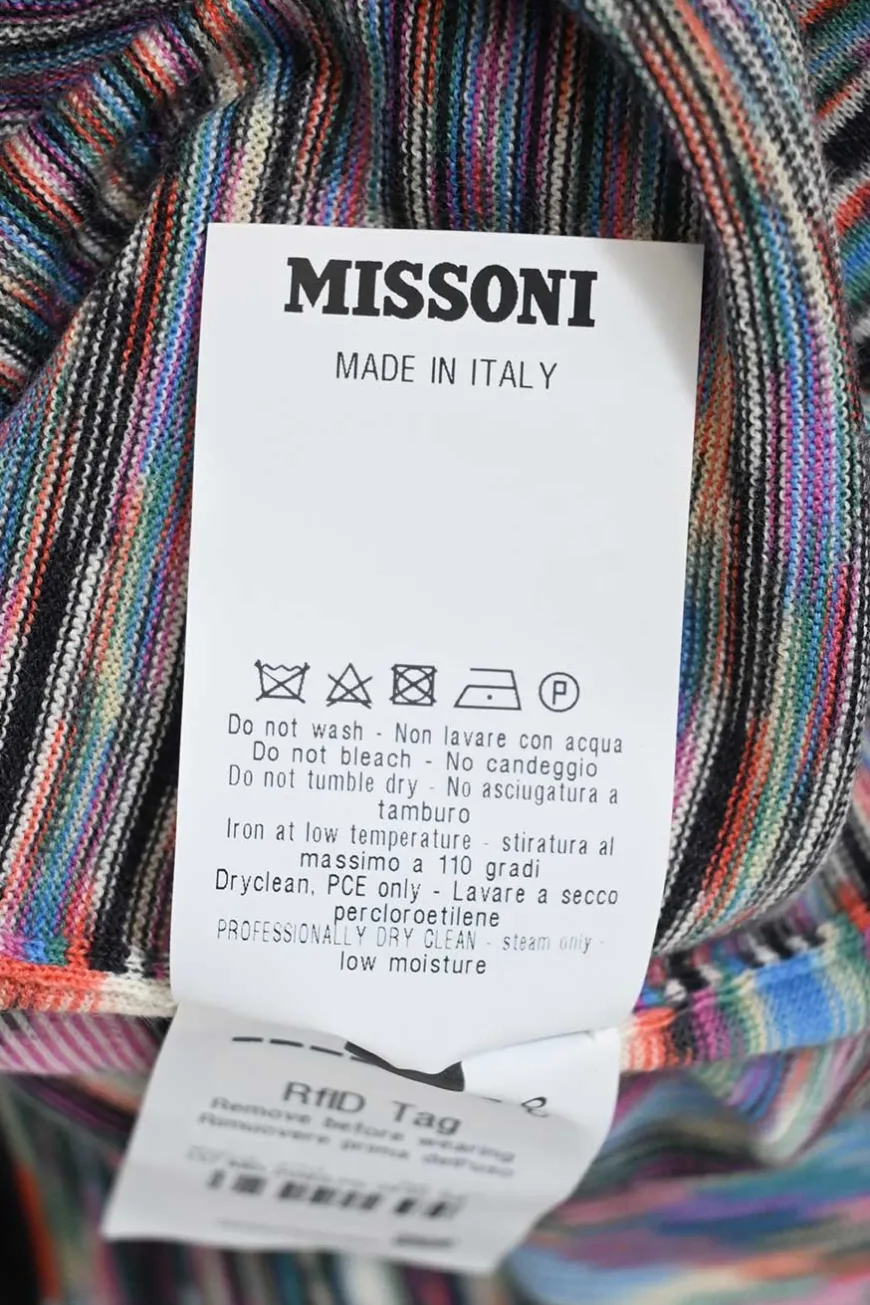 MISSONI
MADE IN ITALY
P
Do not wash - Non lavare con acqua
Do not bleach - No candeggio
Do not tumble dry - No asciugatura a
tamburo
Iron at low temperature - stiratura al
massimo a 110 gradi
Dryclean, PCE only - Lavare a secco
percloroetilene
PROFESSIONALLY DRY CLEAN - steam only -
low moisture
RfID Tag
Remove before wearing
Rimuovere prima dell'uso